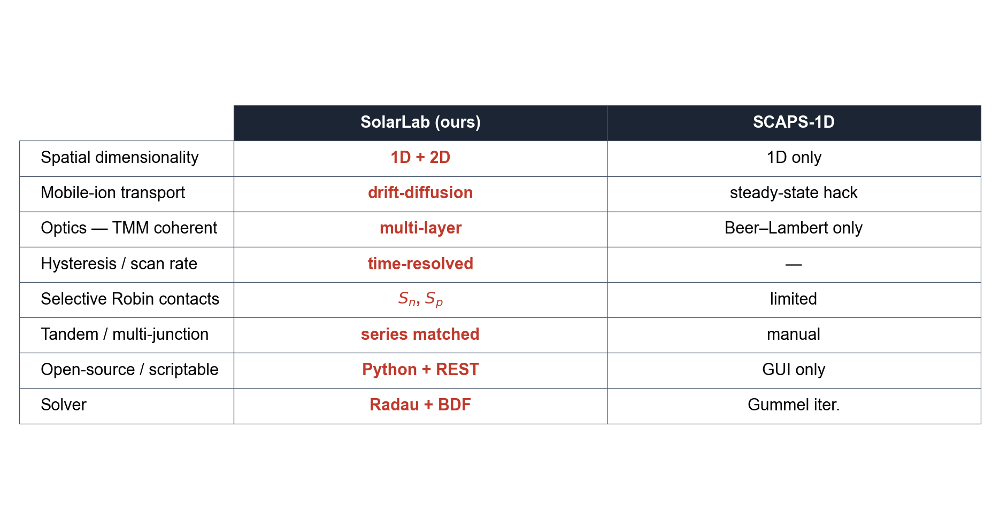 SolarLab (ours) SCAPS-1D
Spatial dimensionality 1D + 2D 1D only
Mobile-ion transport drift-diffusion steady-state hack
Optics — TMM coherent multi-layer Beer–Lambert only
Hysteresis / scan rate time-resolved —
Selective Robin contacts Sn, Sp limited
Tandem / multi-junction series matched manual
Open-source / scriptable Python + REST GUI only
Solver Radau + BDF Gummel iter.